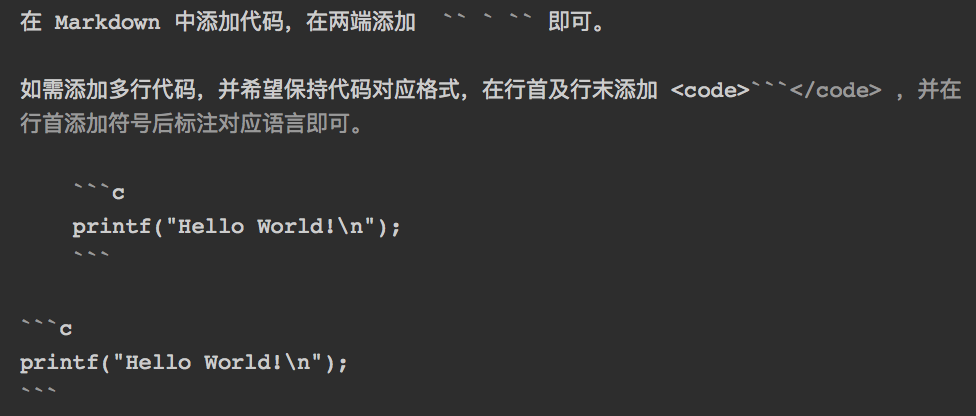 在 Markdown 中添加代码，在两端添加  `` ` `` 即可。
如需添加多行代码，并希望保持代码对应格式，在行首及行末添加 <code>```</code> ，并在
行首添加符号后标注对应语言即可。
    ```c
    printf("Hello World!\n");
    ```
```c
printf("Hello World!\n");
```